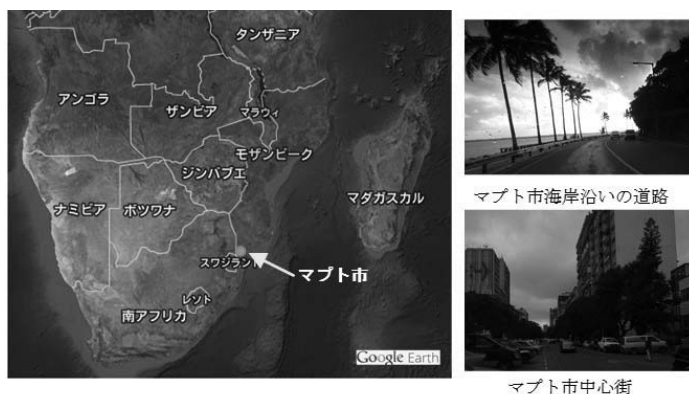 タンザニア
アンゴラ
ザンビア
マラウィ
モザンビーク
ジンバブエ
マダガスカル
ナミビア
ボツワナ
スワジランド
マプト市
レソト
南アフリカ
Google Earth
マプト市海岸沿いの道路
マプト市中心街